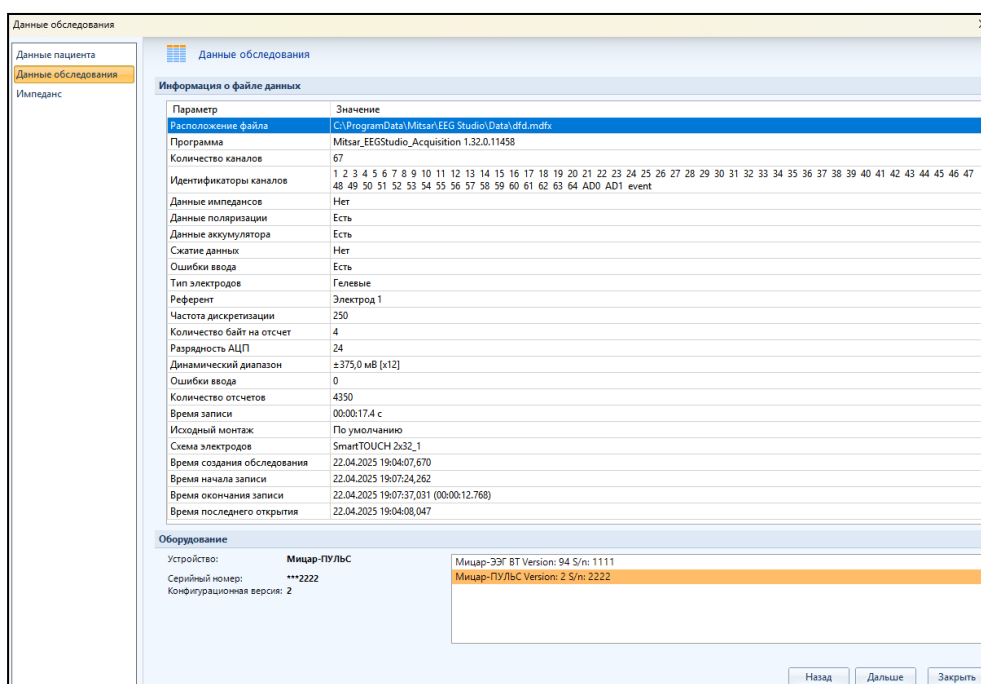 Данные обследования
Данные пациента
Данные обследования
Импеданс
Данные обследования
Информация о файле данных
Параметр Значение
Расположение файла C:\ProgramData\Mitsar\EEG Studio\Data\dfd.mdfx
Программа Mitsar_EEGStudio_Acquisition 1.32.0.11458
Количество каналов 67
Идентификаторы каналов 1 2 3 4 5 6 7 8 9 10 11 12 13 14 15 16 17 18 19 20 21 22 23 24 25 26 27 28 29 30 31 32 33 34 35 36 37 38 39 40 41 42 43 44 45 46 47
48 49 50 51 52 53 54 55 56 57 58 59 60 61 62 63 64 AD0 AD1 event
Данные импедансов Нет
Данные поляризации Есть
Данные аккумулятора Есть
Сжатие данных Нет
Ошибки ввода Есть
Тип электродов Гелевые
Референт Электрод 1
Частота дискретизации 250
Количество байт на отсчет 4
Разрядность АЦП 24
Динамический диапазон ±375,0 мВ [x12]
Ошибки ввода 0
Количество отсчетов 4350
Время записи 00:00:17.4 с
Исходный монтаж По умолчанию
Схема электродов SmartTOUCH 2x32_1
Время создания обследования 22.04.2025 19:04:07,670
Время начала записи 22.04.2025 19:07:24,262
Время окончания записи 22.04.2025 19:07:37,031 (00:00:12.768)
Время последнего открытия 22.04.2025 19:04:08,047
Оборудование
Устройство: Мицар-ПУЛЬС
Серийный номер: ***2222
Конфигурационная версия: 2
Мицар-ЭЭГ BT Version: 94 S/n: 1111
Мицар-ПУЛЬС Version: 2 S/n: 2222
Назад Дальше Закрыть